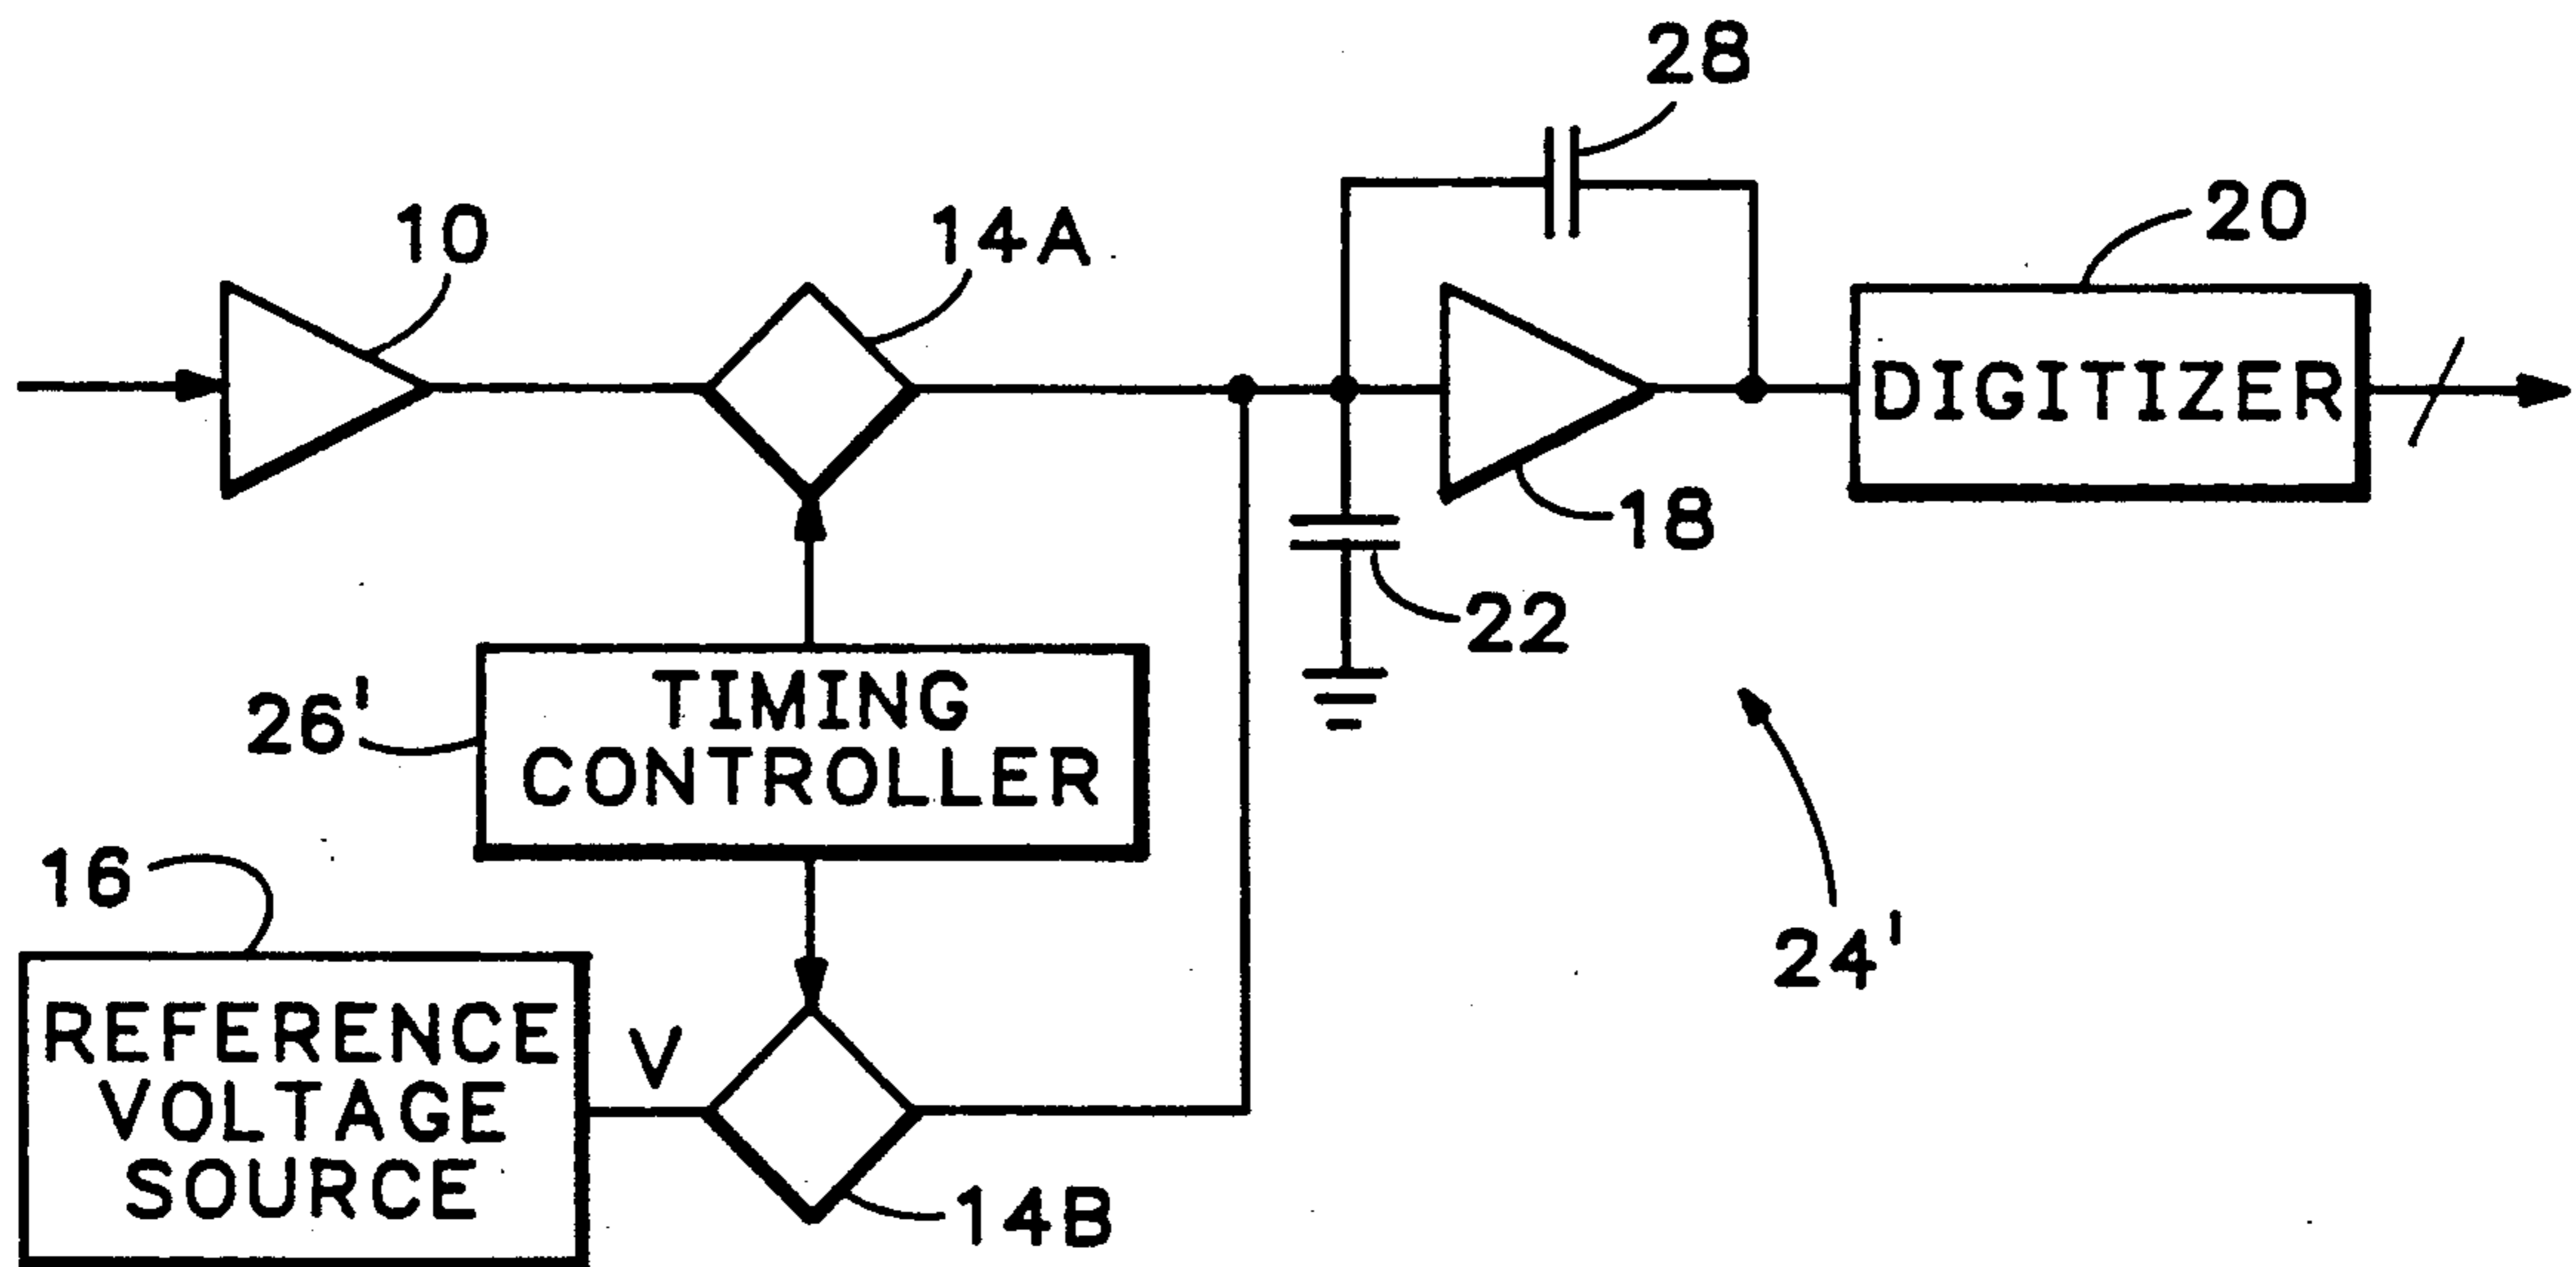 28
10
14A
20
DIGITIZER
18
22
26'
TIMING
CONTROLLER
16
24'
REFERENCE
VOLTAGE
SOURCE
V
14B